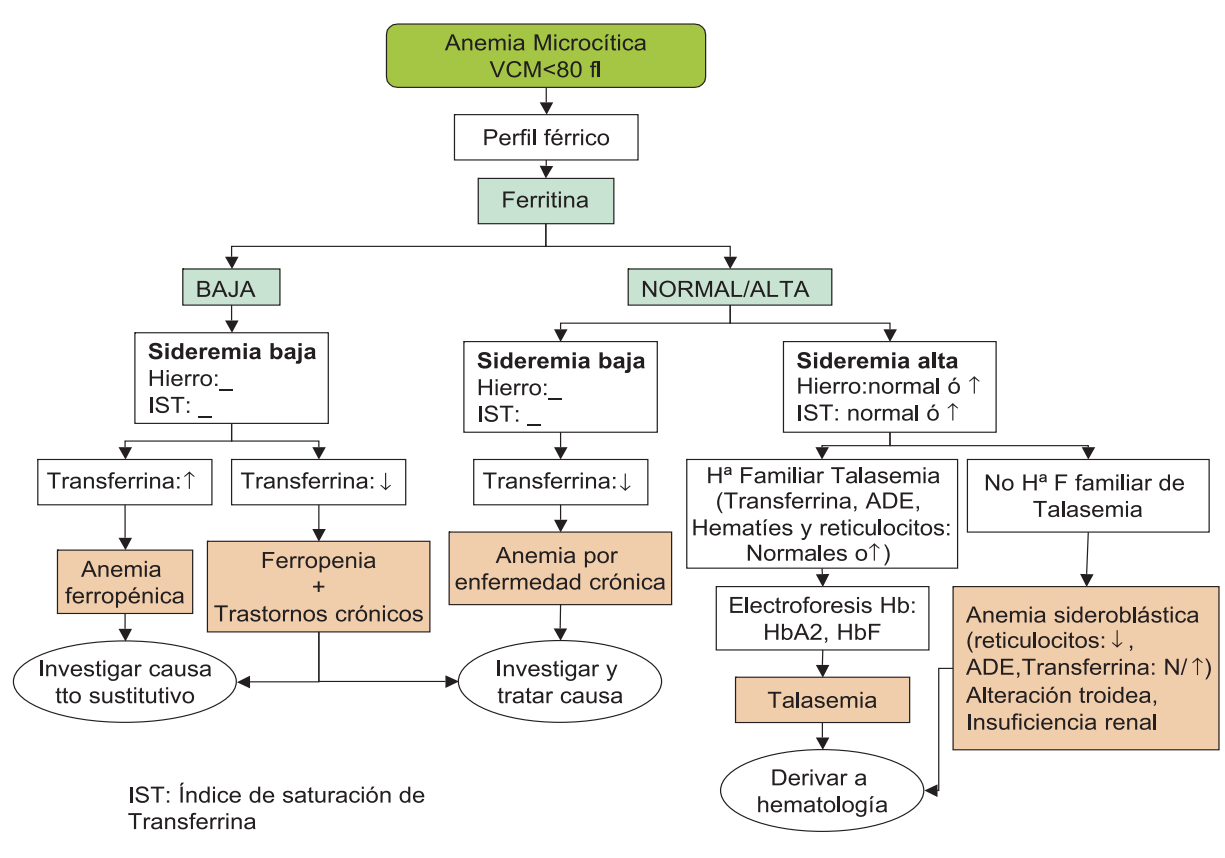 Anemia Microcítica
VCM<80 fl
Perfil férrico
Ferritina
BAJA
NORMAL/ALTA
Sideremia baja
Hierro:_
IST: _
Sideremia baja
Hierro:_
IST: _
Sideremia alta
Hierro:normal ó ↑
IST: normal ó ↑
Transferrina:↑
Transferrina:↓
Transferrina:↓
Hª Familiar Talasemia
(Transferrina, ADE,
Hematíes y reticulocitos:
Normales o↑)
No Hª F familiar de
Talasemia
Anemia
ferropénica
Ferropenia
+
Trastornos crónicos
Anemia por
enfermedad crónica
Electroforesis Hb:
HbA2, HbF
Anemia sideroblástica
(reticulocitos:↓,
ADE,Transferrina: N/↑)
Alteración troidea,
Insuficiencia renal
Investigar causa
tto sustitutivo
Investigar y
tratar causa
Talasemia
Derivar a
hematología
IST: Índice de saturación de
Transferrina